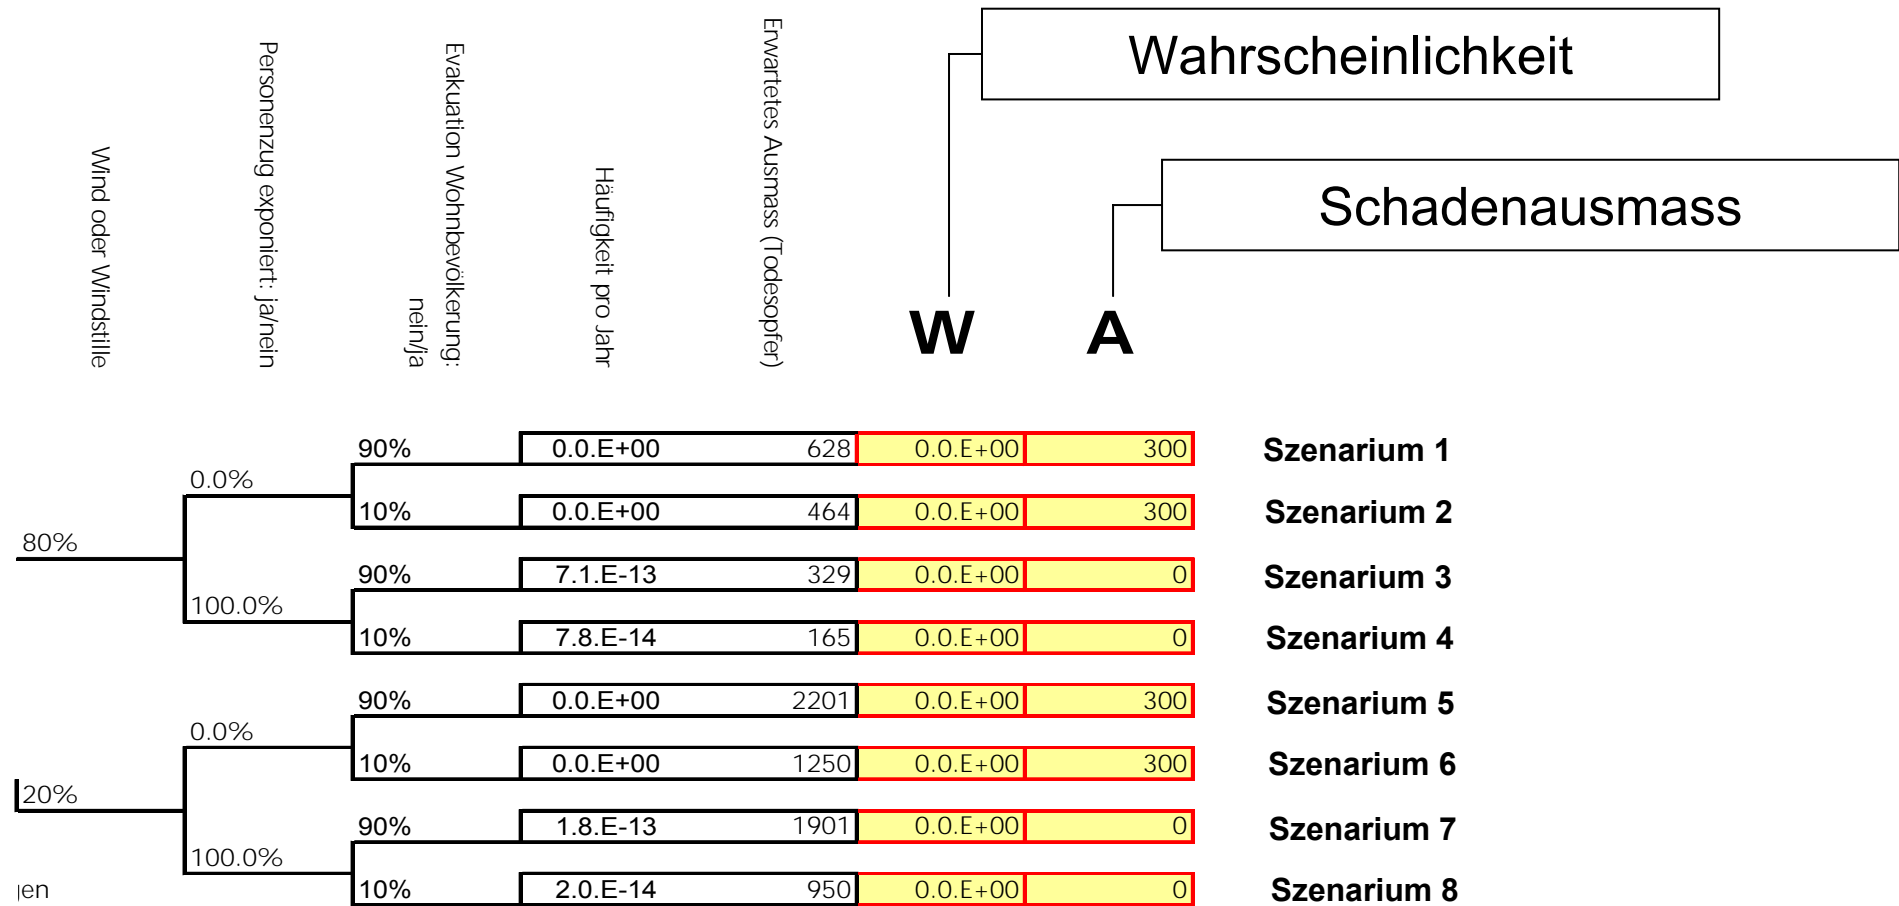 Wahrscheinlichkeit
Schadenausmass
Wind oder Windstille
Personenzug exponiert: ja/nein
Evakuation Wohnbevölkerung:
nein/ja
Häufigkeit pro Jahr
Erwartetes Ausmass (Todesopfer)
W A
90% 0.0.E+00 628 0.0.E+00 300 Szenarium 1
0.0%
10% 0.0.E+00 464 0.0.E+00 300 Szenarium 2
80%
90% 7.1.E-13 329 0.0.E+00 0 Szenarium 3
100.0%
10% 7.8.E-14 165 0.0.E+00 0 Szenarium 4
90% 0.0.E+00 2201 0.0.E+00 300 Szenarium 5
0.0%
10% 0.0.E+00 1250 0.0.E+00 300 Szenarium 6
20%
90% 1.8.E-13 1901 0.0.E+00 0 Szenarium 7
100.0%
10% 2.0.E-14 950 0.0.E+00 0 Szenarium 8